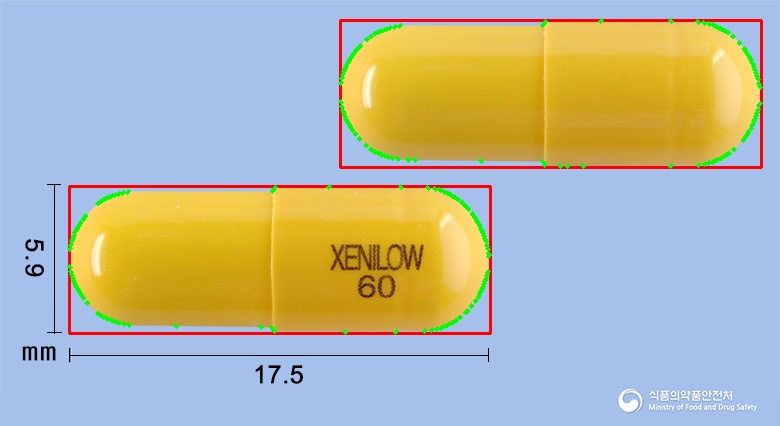 XENILOW
60
5.9
mm
17.5
식품의약품안전처
Ministry of Food and Drug Safety